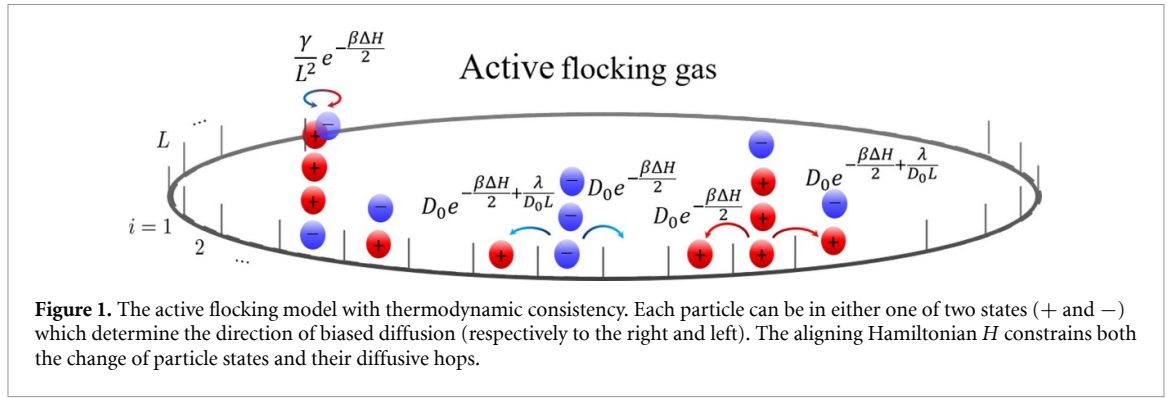 γ/L² e^(-βΔH/2)
Active flocking gas
...
L
+ −
+
+
−
i = 1
2
...
−
+
D₀e^(-βΔH/2 + λ/(D₀L))
−
−
−
D₀e^(-βΔH/2)
+
D₀e^(-βΔH/2)
+
−
+
+
+
D₀e^(-βΔH/2 + λ/(D₀L))
−
+
Figure 1. The active flocking model with thermodynamic consistency. Each particle can be in either one of two states (+ and −)
which determine the direction of biased diffusion (respectively to the right and left). The aligning Hamiltonian H constrains both
the change of particle states and their diffusive hops.